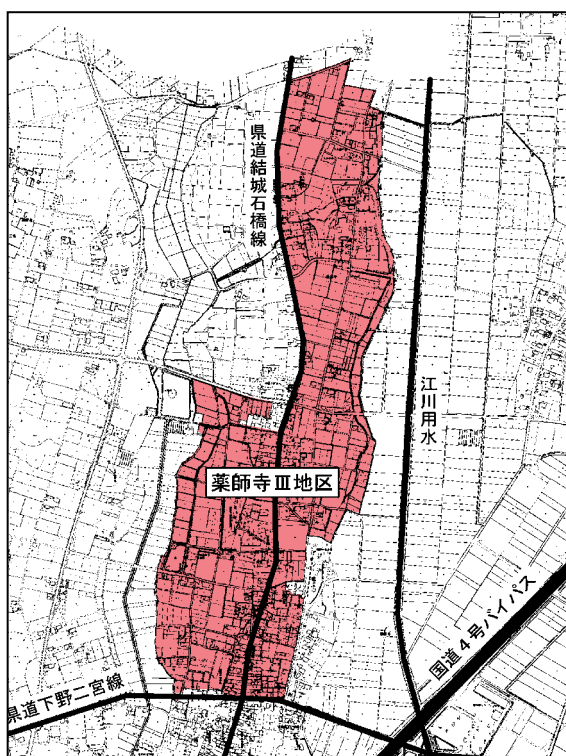 県道結城石橋線
江川用水
薬師寺Ⅲ地区
国道4号バイパス
県道下野二宮線